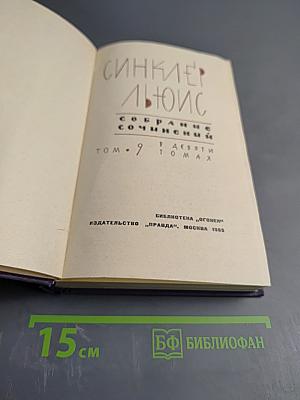 СИНКЛЕР
ЛЬЮИС
СОБРАНИЕ
СОЧИНЕНИЙ
В ДЕВЯТИ
ТОМ • 9 ТОМАХ
БИБЛИОТЕКА „ОГОНЕК"
ИЗДАТЕЛЬСТВО „ПРАВДА". МОСКВА 1965
15 см
БФ БИБЛИОФАН